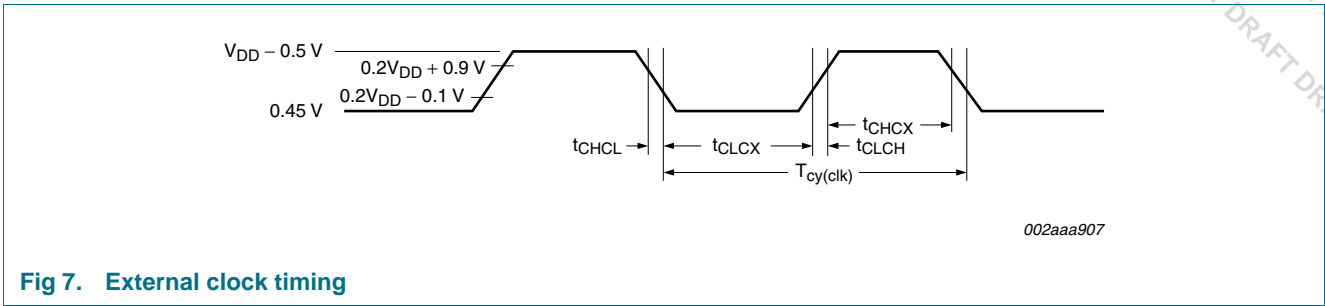 VDD − 0.5 V
0.2VDD + 0.9 V
0.2VDD − 0.1 V
0.45 V
tCHCX
tCHCL
tCLCX
tCLCH
Tcy(clk)
002aaa907
Fig 7. External clock timing
DRAFT DRAFT